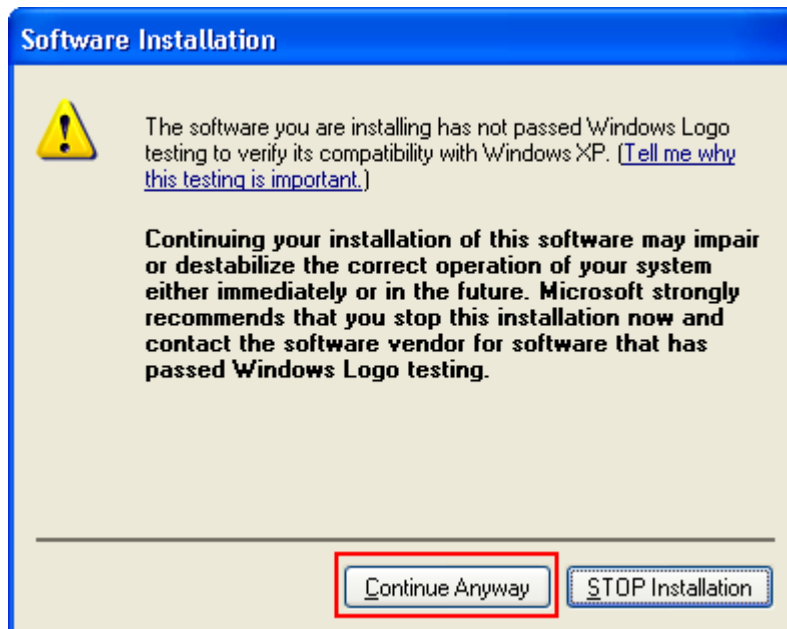 Software Installation
The software you are installing has not passed Windows Logo
testing to verify its compatibility with Windows XP. (Tell me why
this testing is important.)
Continuing your installation of this software may impair
or destabilize the correct operation of your system
either immediately or in the future. Microsoft strongly
recommends that you stop this installation now and
contact the software vendor for software that has
passed Windows Logo testing.
Continue Anyway STOP Installation